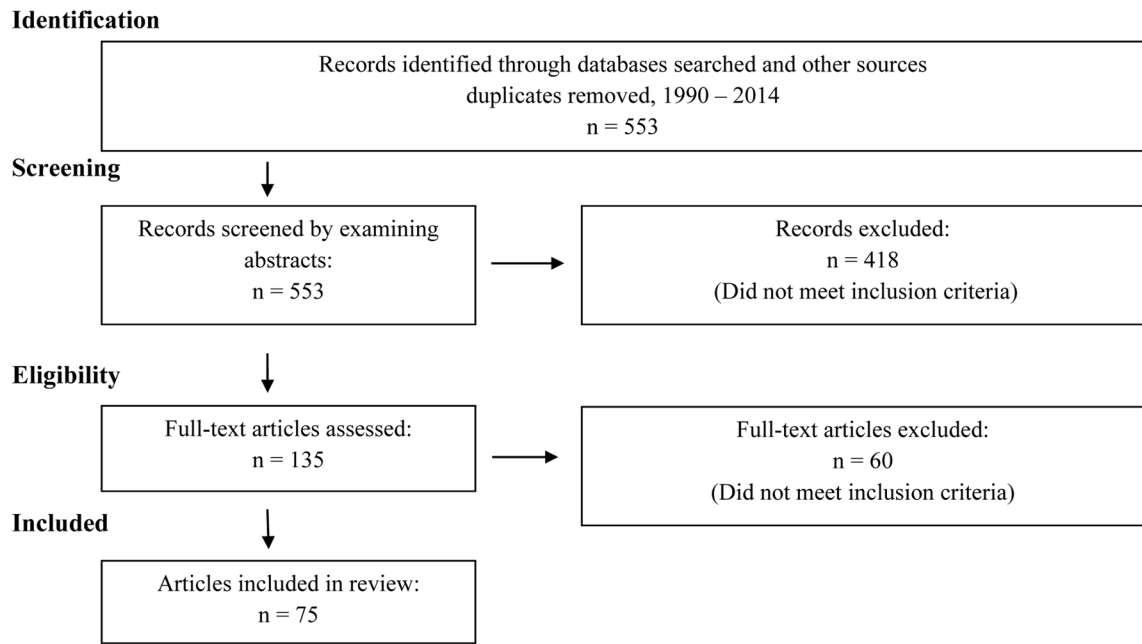 Identification
Records identified through databases searched and other sources
duplicates removed, 1990 – 2014
n = 553
Screening
Records screened by examining
abstracts:
n = 553
Records excluded:
n = 418
(Did not meet inclusion criteria)
Eligibility
Full-text articles assessed:
n = 135
Full-text articles excluded:
n = 60
(Did not meet inclusion criteria)
Included
Articles included in review:
n = 75